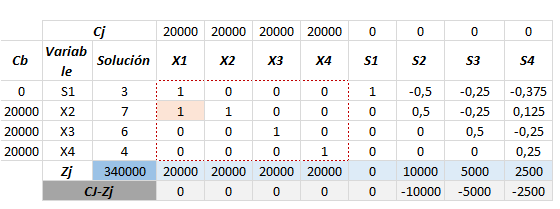 Cj 20000 20000 20000 20000 0 0 0 0
Cb Variable Solución X1 X2 X3 X4 S1 S2 S3 S4
0 S1 3 1 0 0 0 1 -0,5 -0,25 -0,375
20000 X2 7 1 1 0 0 0 0,5 -0,25 0,125
20000 X3 6 0 0 1 0 0 0 0,5 -0,25
20000 X4 4 0 0 0 1 0 0 0 0,25
Zj 340000 20000 20000 20000 20000 0 10000 5000 2500
CJ-Zj 0 0 0 0 0 -10000 -5000 -2500